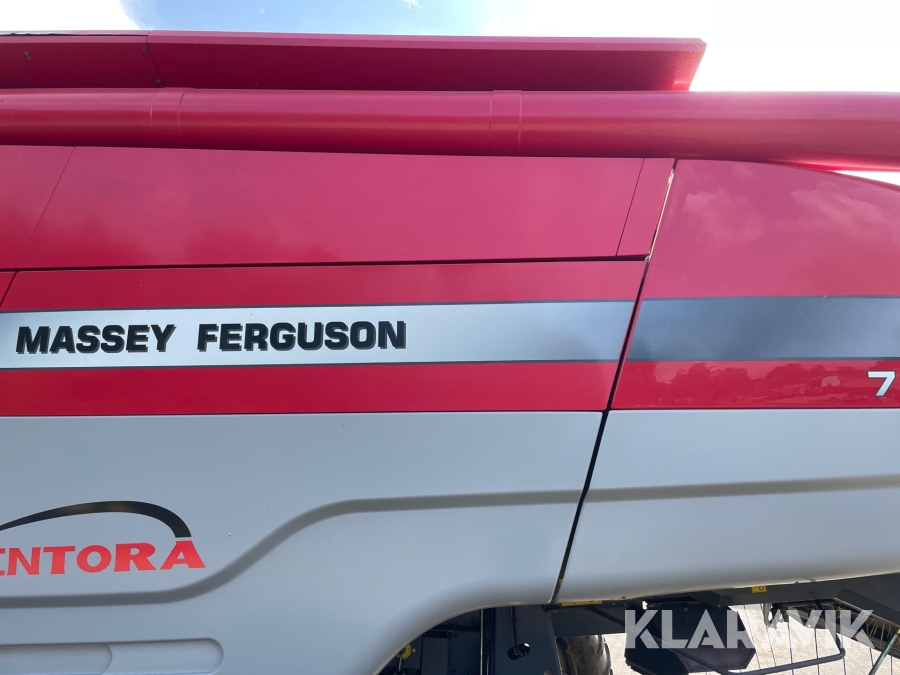 MASSEY FERGUSON
7
ENTORA
KLARAVIK